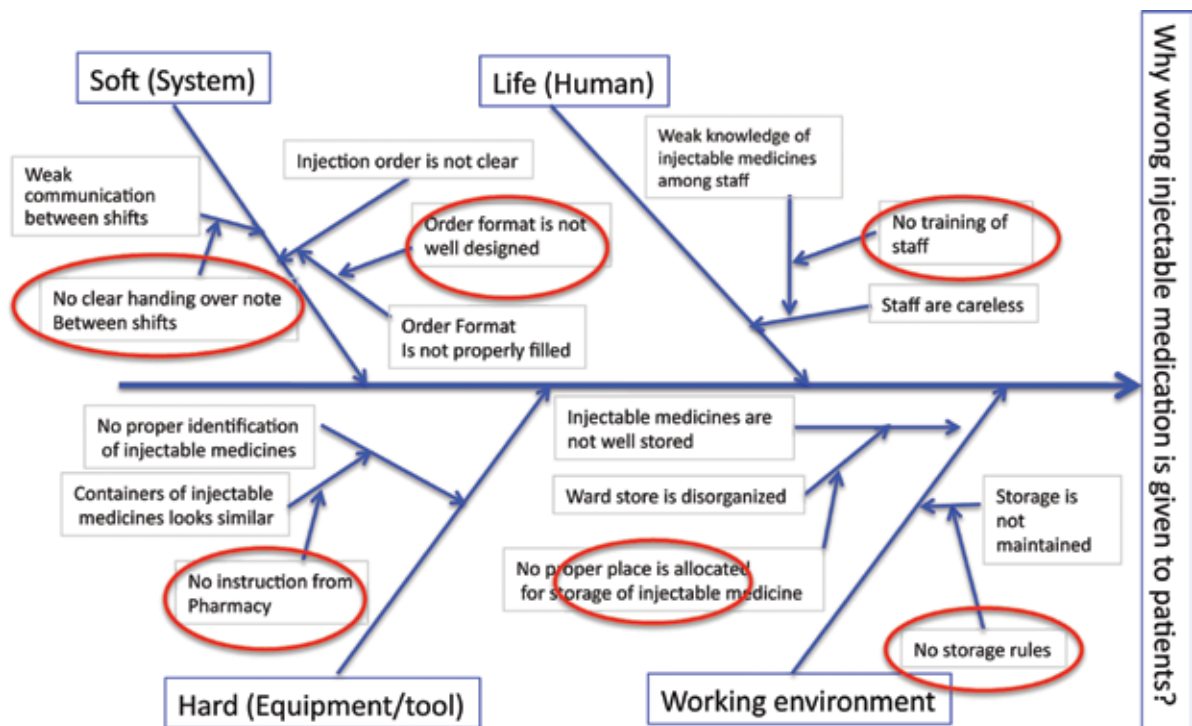 Soft (System)
Life (Human)
Weak
communication
between shifts
Injection order is not clear
Order format is not
well designed
No clear handing over note
Between shifts
Order Format
Is not properly filled
Weak knowledge of
injectable medicines
among staff
No training of
staff
Staff are careless
No proper identification
of injectable medicines
Containers of injectable
medicines looks similar
No instruction from
Pharmacy
Injectable medicines are
not well stored
Ward store is disorganized
No proper place is allocated
for storage of injectable medicine
Storage is
not
maintained
No storage rules
Hard (Equipment/tool)
Working environment
Why wrong injectable medication is given to patients?